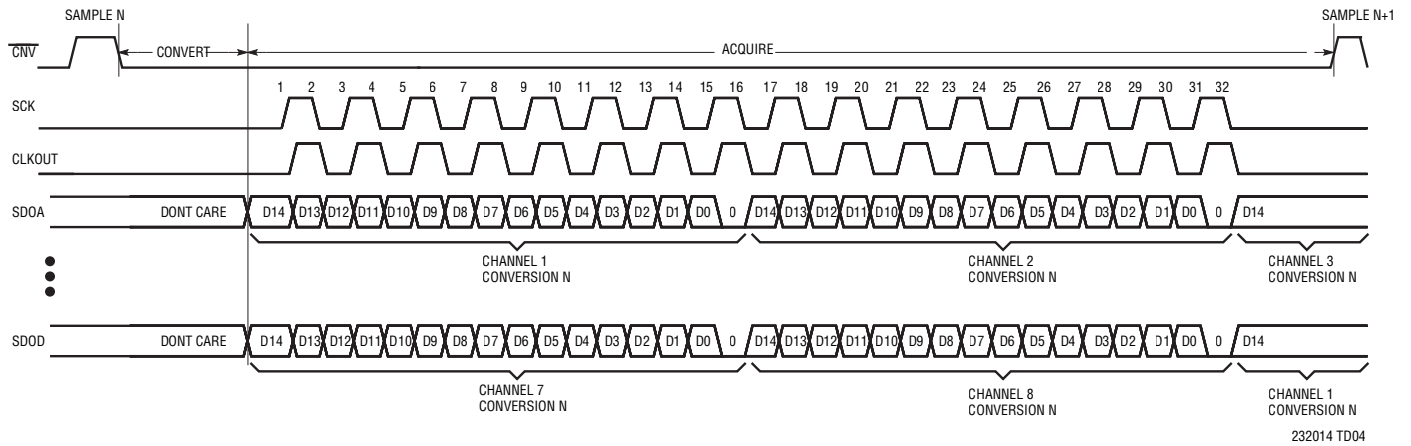 SAMPLE N SAMPLE N+1
CNV CONVERT ACQUIRE
1 2 3 4 5 6 7 8 9 10 11 12 13 14 15 16 17 18 19 20 21 22 23 24 25 26 27 28 29 30 31 32
SCK
CLKOUT
SDOA DONT CARE D14 D13 D12 D11 D10 D9 D8 D7 D6 D5 D4 D3 D2 D1 D0 0 D14 D13 D12 D11 D10 D9 D8 D7 D6 D5 D4 D3 D2 D1 D0 0 D14
CHANNEL 1 CHANNEL 2 CHANNEL 3
CONVERSION N CONVERSION N CONVERSION N
SDOD DONT CARE D14 D13 D12 D11 D10 D9 D8 D7 D6 D5 D4 D3 D2 D1 D0 0 D14 D13 D12 D11 D10 D9 D8 D7 D6 D5 D4 D3 D2 D1 D0 0 D14
CHANNEL 7 CHANNEL 8 CHANNEL 1
CONVERSION N CONVERSION N CONVERSION N
232014 TD04